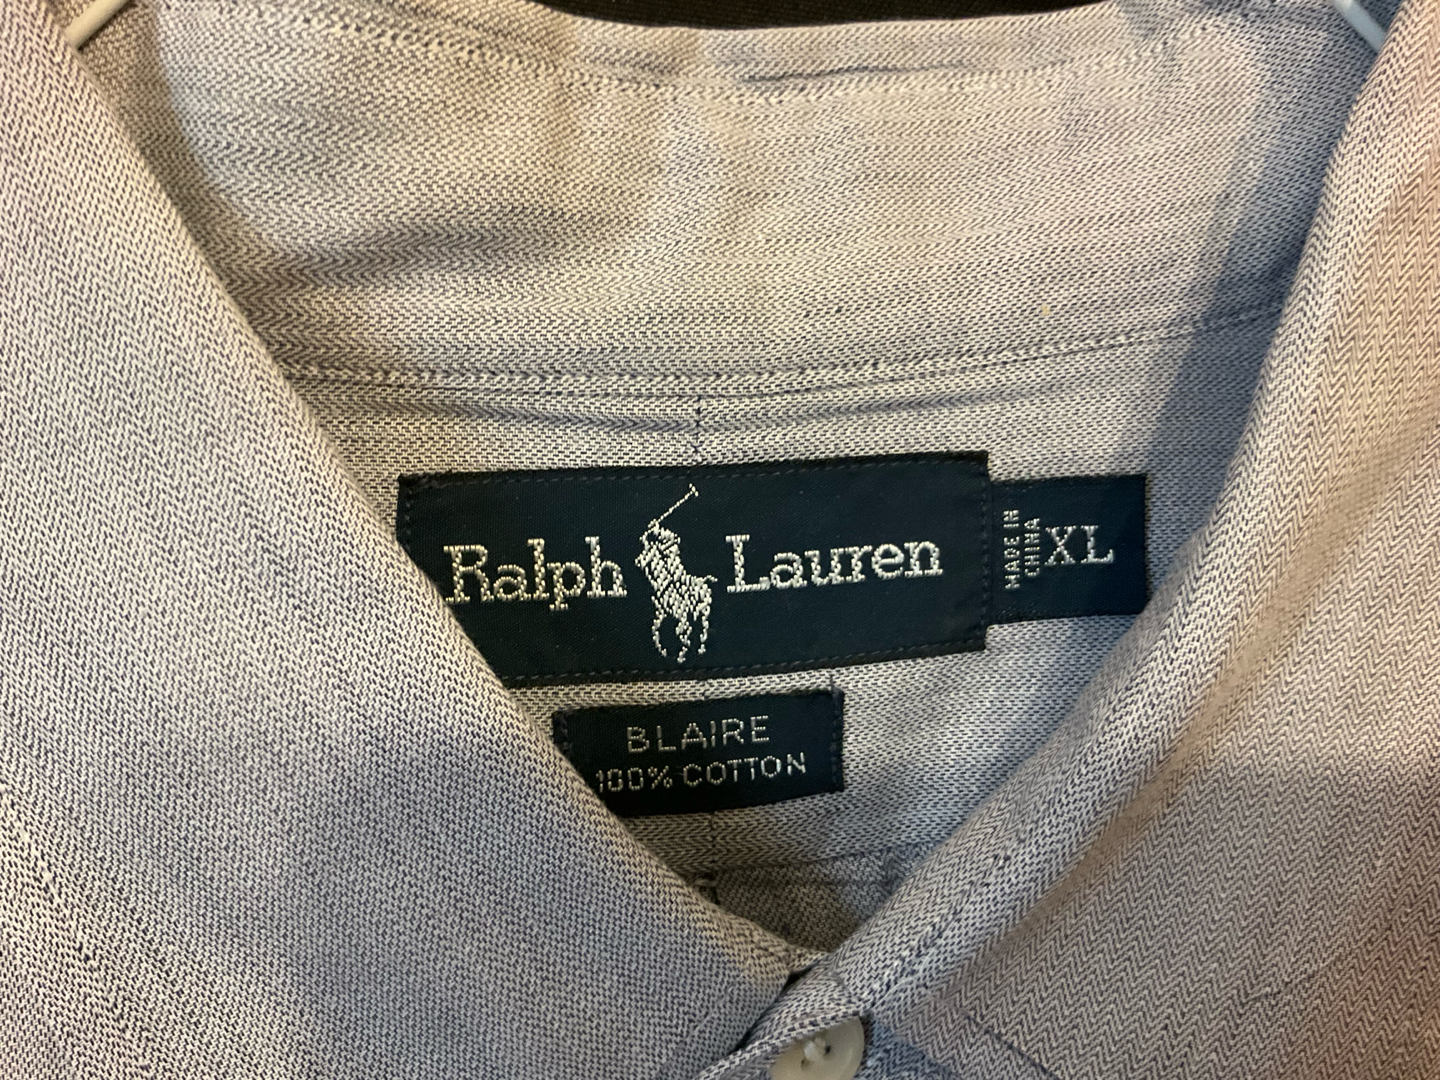 Ralph Lauren
MADE IN
CHINA
XL
BLAIRE
100% COTTON